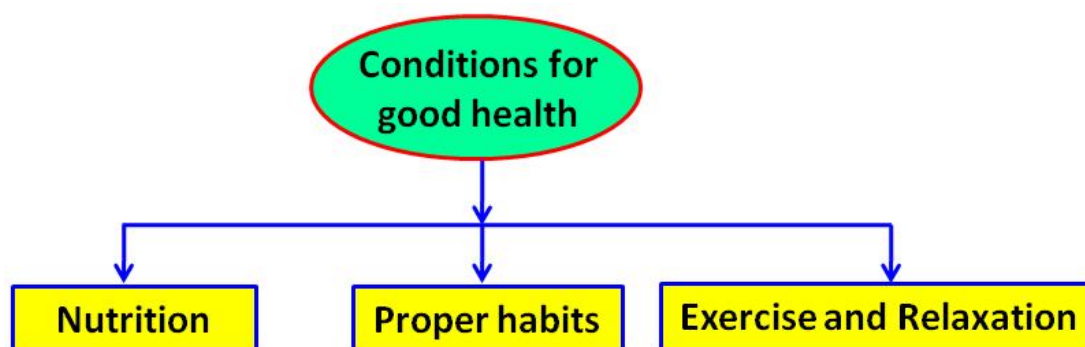 Conditions for
good health
Nutrition
Proper habits
Exercise and Relaxation